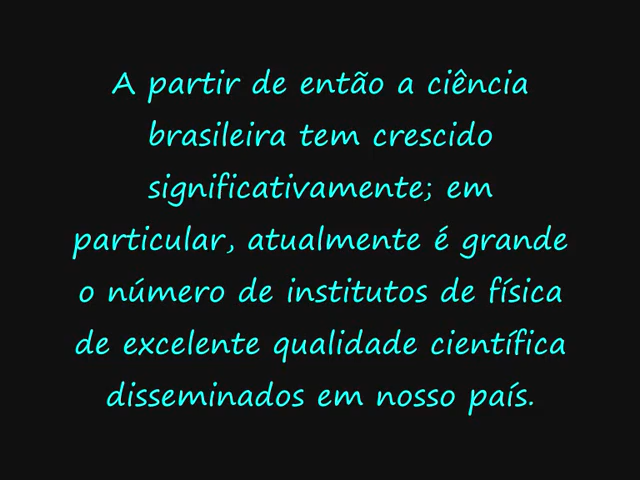 A partir de então a ciência
brasileira tem crescido
significativamente; em
particular, atualmente é grande
o número de institutos de física
de excelente qualidade científica
disseminados em nosso país.